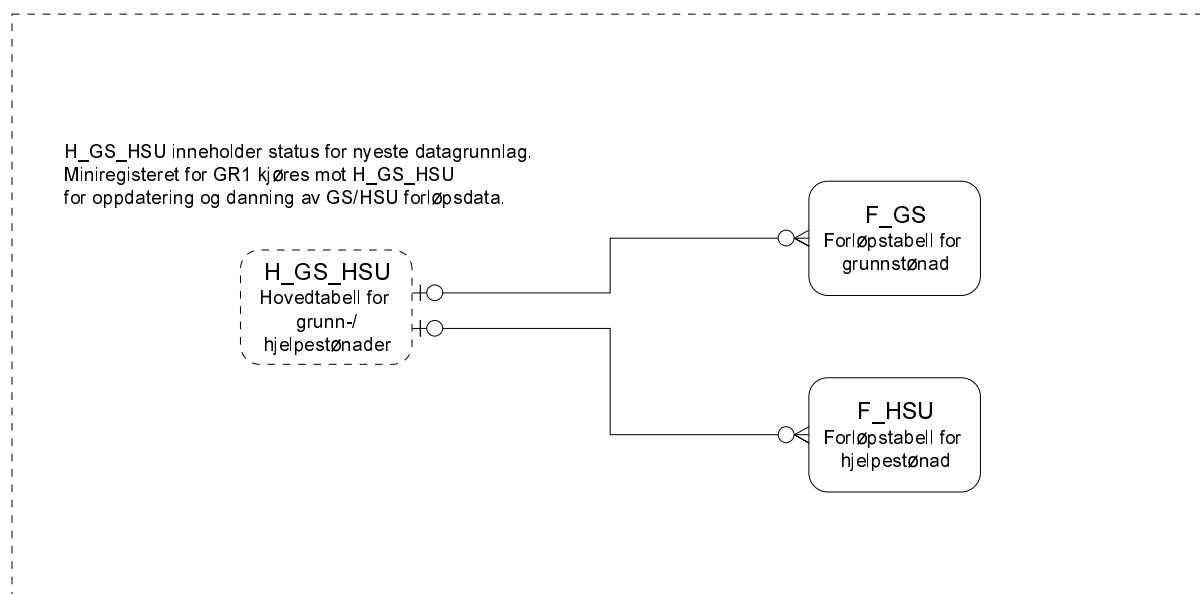 H_GS_HSU inneholder status for nyeste datagrunnlag.
Miniregisteret for GR1 kjøres mot H_GS_HSU
for oppdatering og danning av GS/HSU forløpsdata.
H_GS_HSU
Hovedtabell for
grunn-/
hjelpestønader
F_GS
Forløpstabell for
grunnstønad
F_HSU
Forløpstabell for
hjelpestønad